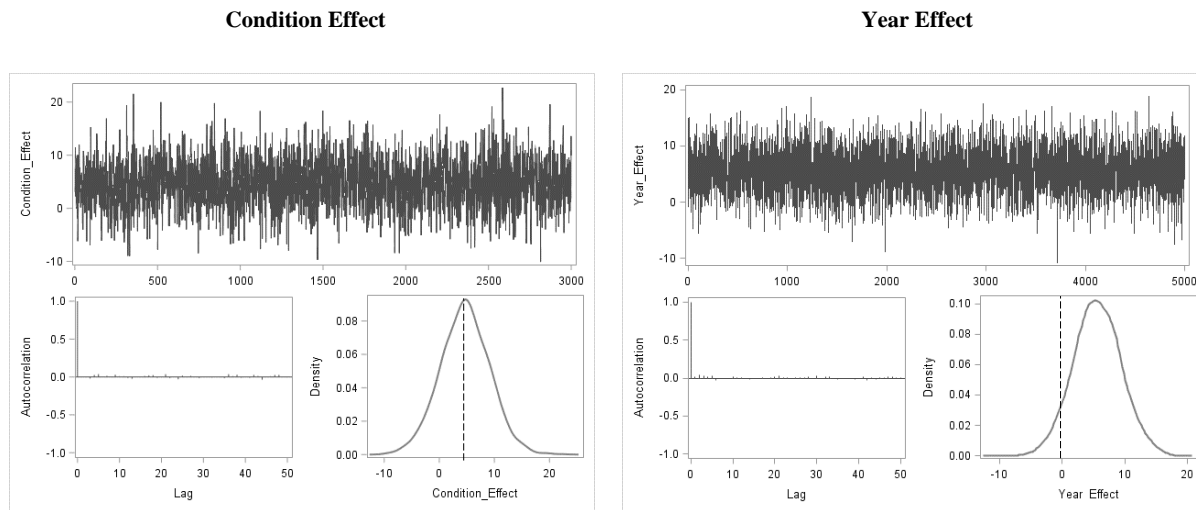 Condition Effect
Year Effect
Condition_Effect
20
10
0
-10
0 500 1000 1500 2000 2500 3000
Autocorrelation
1.0
0.5
0.0
-0.5
-1.0
0 10 20 30 40 50
Lag
Density
0.08
0.06
0.04
0.02
0.00
-10 0 10 20
Condition_Effect
Year_Effect
20
10
0
-10
0 1000 2000 3000 4000 5000
Autocorrelation
1.0
0.5
0.0
-0.5
-1.0
0 10 20 30 40 50
Lag
Density
0.10
0.08
0.06
0.04
0.02
0.00
-10 0 10 20
Year_Effect